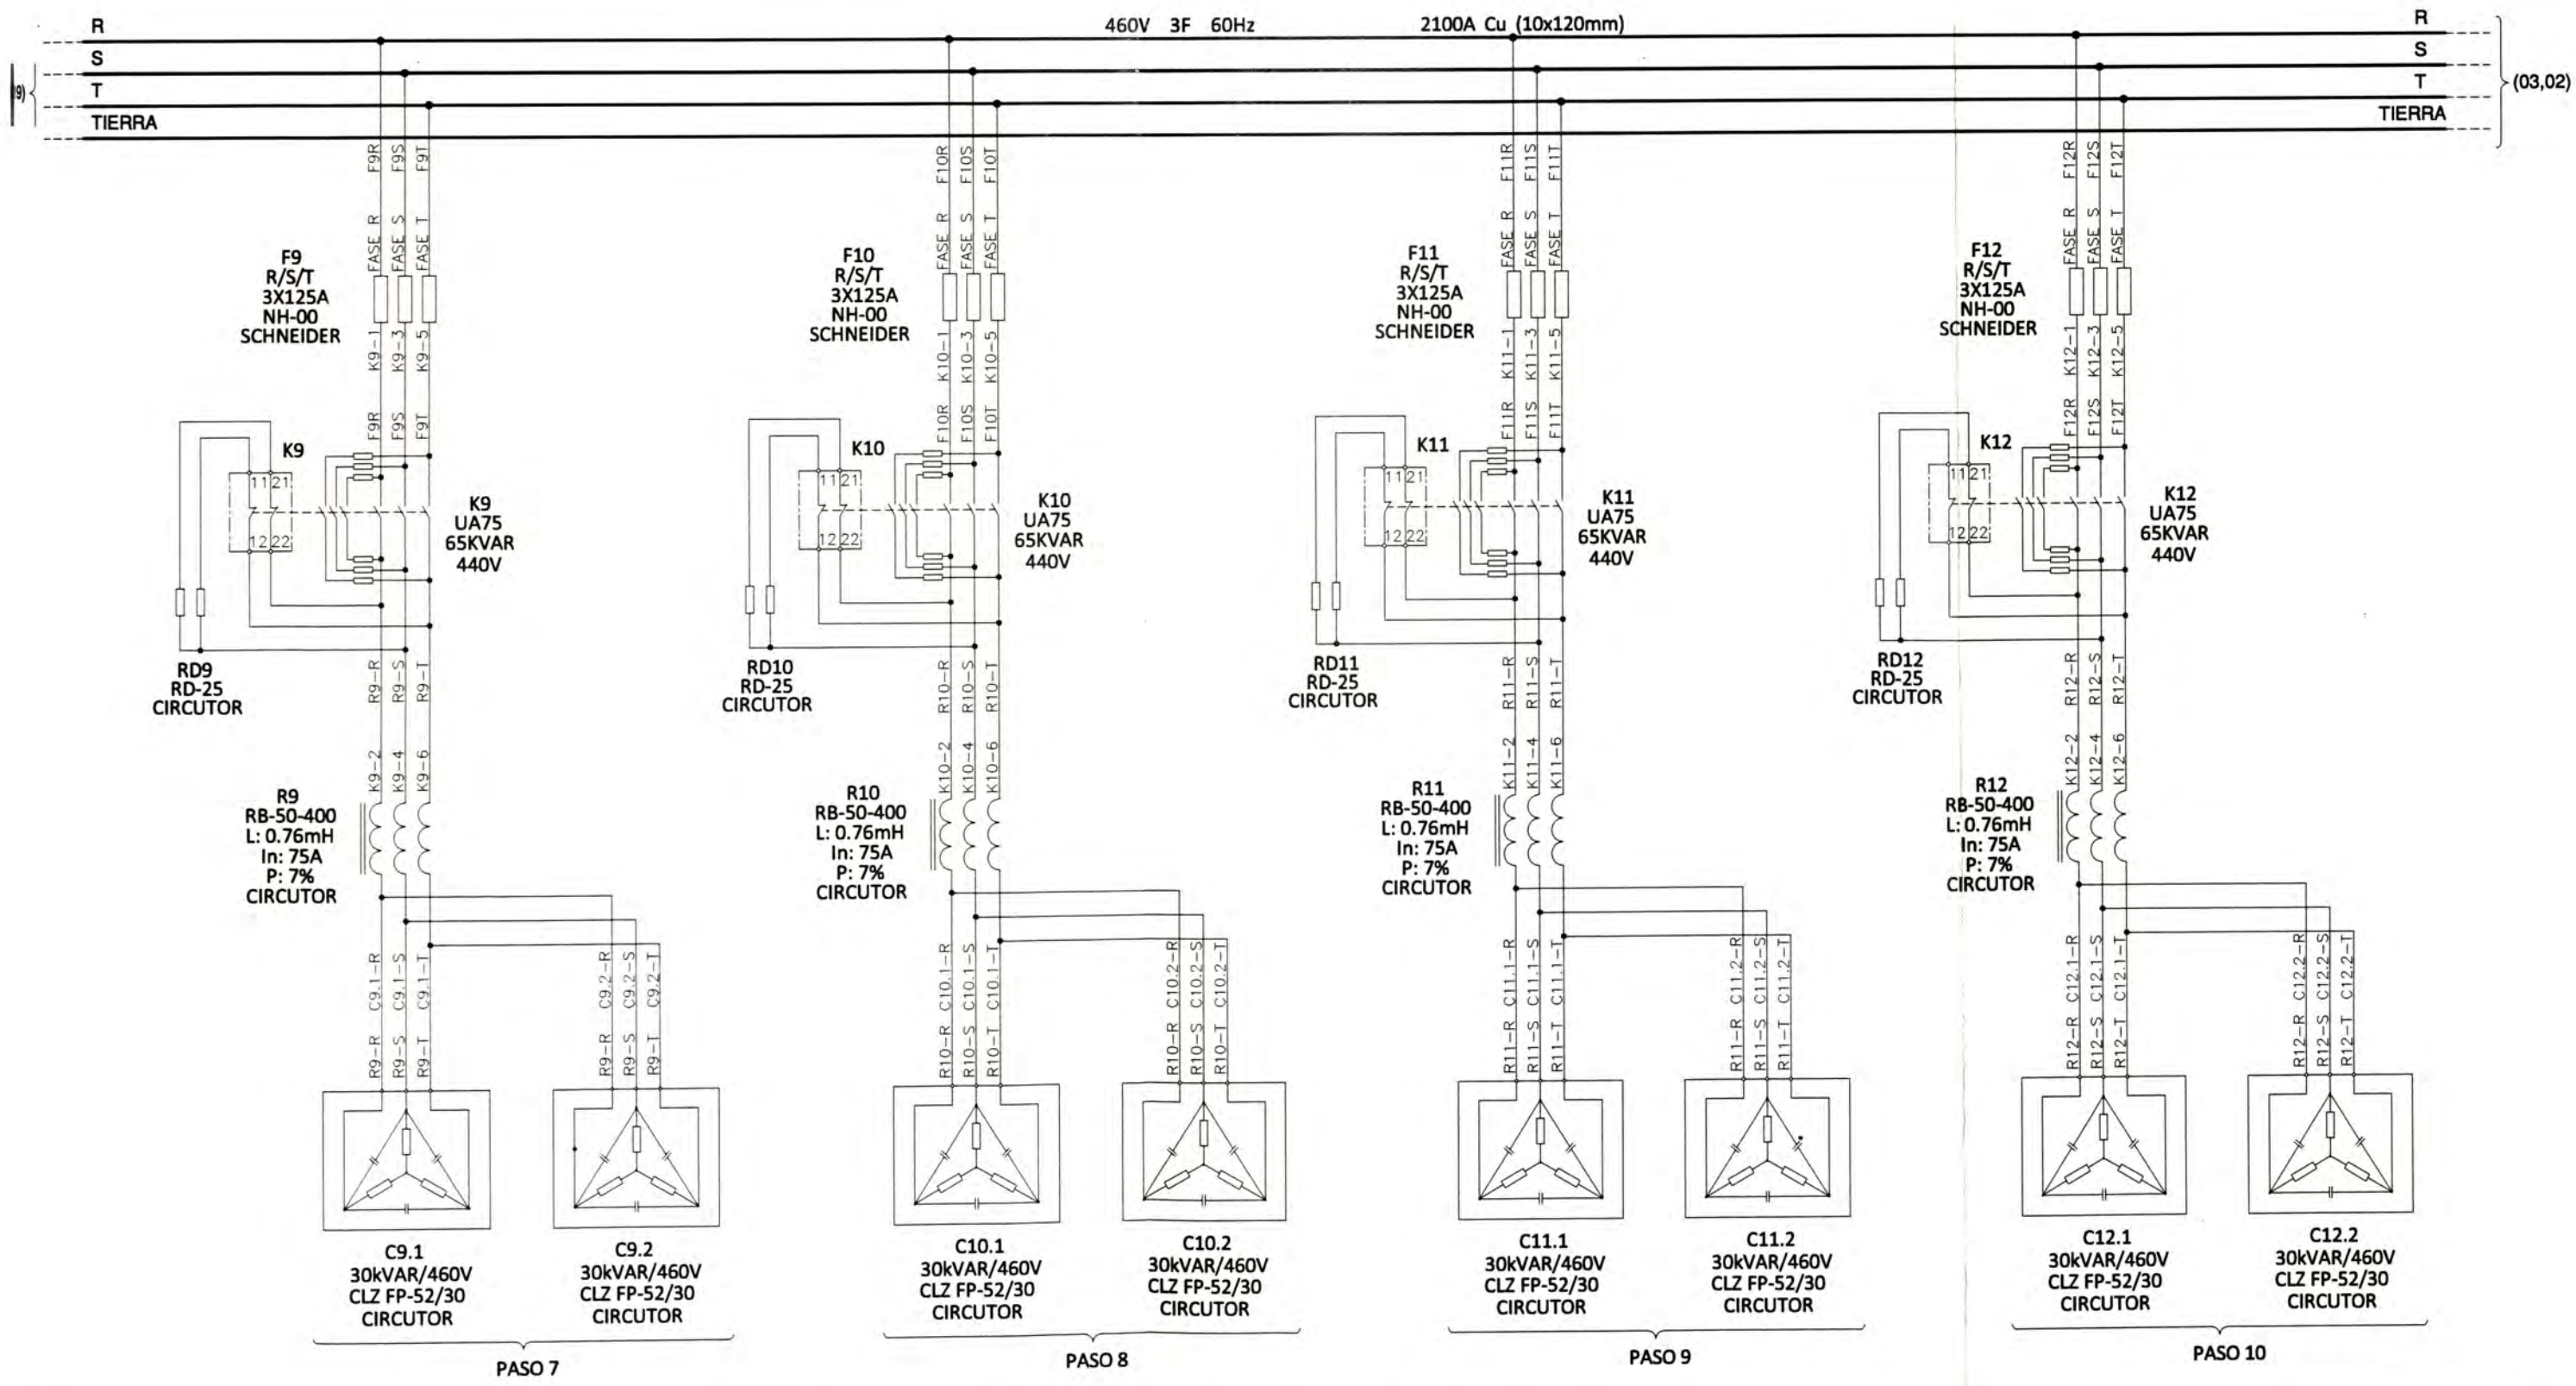 460V 3F 60Hz 2100A Cu (10x120mm)
R R
S S
T T
TIERRA TIERRA
9) (03,02)
F9R F9S F9T
FASE R FASE S FASE T
F9
R/S/T
3X125A
NH-00
SCHNEIDER
K9-1 K9-3 K9-5
F9R F9S F9T
K9
11 21
12 22
K9
UA75
65KVAR
440V
RD9
RD-25
CIRCUTOR
R9-R R9-S R9-T
K9-2 K9-4 K9-6
R9
RB-50-400
L: 0.76mH
In: 75A
P: 7%
CIRCUTOR
C9.1-R C9.1-S C9.1-T
R9-R R9-S R9-T
C9.2-R C9.2-S C9.2-T
R9-R R9-S R9-T
C9.1
30kVAR/460V
CLZ FP-52/30
CIRCUTOR
C9.2
30kVAR/460V
CLZ FP-52/30
CIRCUTOR
PASO 7
F10R F10S F10T
FASE R FASE S FASE T
F10
R/S/T
3X125A
NH-00
SCHNEIDER
K10-1 K10-3 K10-5
F10R F10S F10T
K10
11 21
12 22
K10
UA75
65KVAR
440V
RD10
RD-25
CIRCUTOR
R10-R R10-S R10-T
K10-2 K10-4 K10-6
R10
RB-50-400
L: 0.76mH
In: 75A
P: 7%
CIRCUTOR
C10.1-R C10.1-S C10.1-T
R10-R R10-S R10-T
C10.2-R C10.2-S C10.2-T
R10-R R10-S R10-T
C10.1
30kVAR/460V
CLZ FP-52/30
CIRCUTOR
C10.2
30kVAR/460V
CLZ FP-52/30
CIRCUTOR
PASO 8
F11R F11S F11T
FASE R FASE S FASE T
F11
R/S/T
3X125A
NH-00
SCHNEIDER
K11-1 K11-3 K11-5
F11R F11S F11T
K11
11 21
12 22
K11
UA75
65KVAR
440V
RD11
RD-25
CIRCUTOR
R11-R R11-S R11-T
K11-2 K11-4 K11-6
R11
RB-50-400
L: 0.76mH
In: 75A
P: 7%
CIRCUTOR
C11.1-R C11.1-S C11.1-T
R11-R R11-S R11-T
C11.2-R C11.2-S C11.2-T
R11-R R11-S R11-T
C11.1
30kVAR/460V
CLZ FP-52/30
CIRCUTOR
C11.2
30kVAR/460V
CLZ FP-52/30
CIRCUTOR
PASO 9
F12R F12S F12T
FASE R FASE S FASE T
F12
R/S/T
3X125A
NH-00
SCHNEIDER
K12-1 K12-3 K12-5
F12R F12S F12T
K12
11 21
12 22
K12
UA75
65KVAR
440V
RD12
RD-25
CIRCUTOR
R12-R R12-S R12-T
K12-2 K12-4 K12-6
R12
RB-50-400
L: 0.76mH
In: 75A
P: 7%
CIRCUTOR
C12.1-R C12.1-S C12.1-T
R12-R R12-S R12-T
C12.2-R C12.2-S C12.2-T
R12-R R12-S R12-T
C12.1
30kVAR/460V
CLZ FP-52/30
CIRCUTOR
C12.2
30kVAR/460V
CLZ FP-52/30
CIRCUTOR
PASO 10